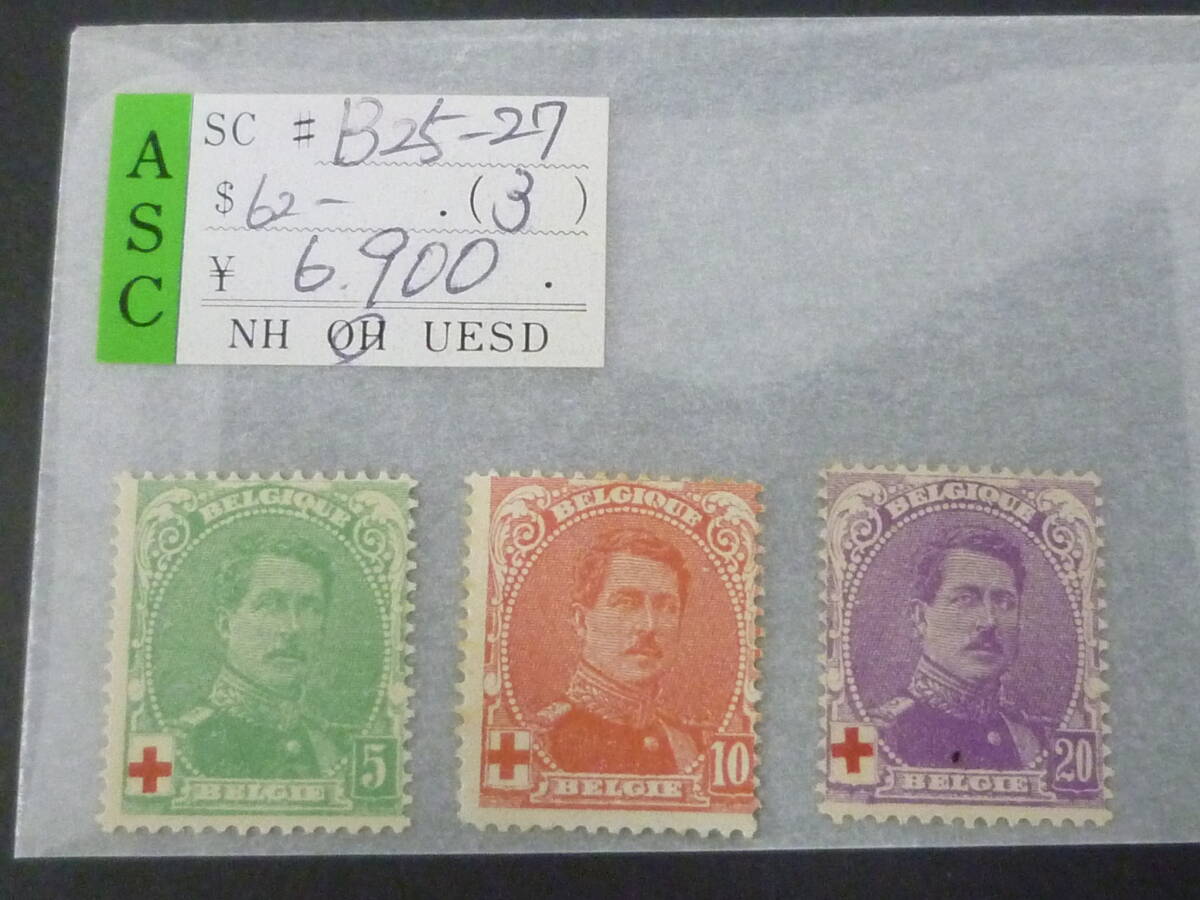 ASC
SC # B25-27
$ 62- . (3)
¥ 6.900 .
NH OH UESD
BELGIQUE
5
BELGIE
BELGIQUE
10
BELGIE
BELGIQUE
20
BELGIE